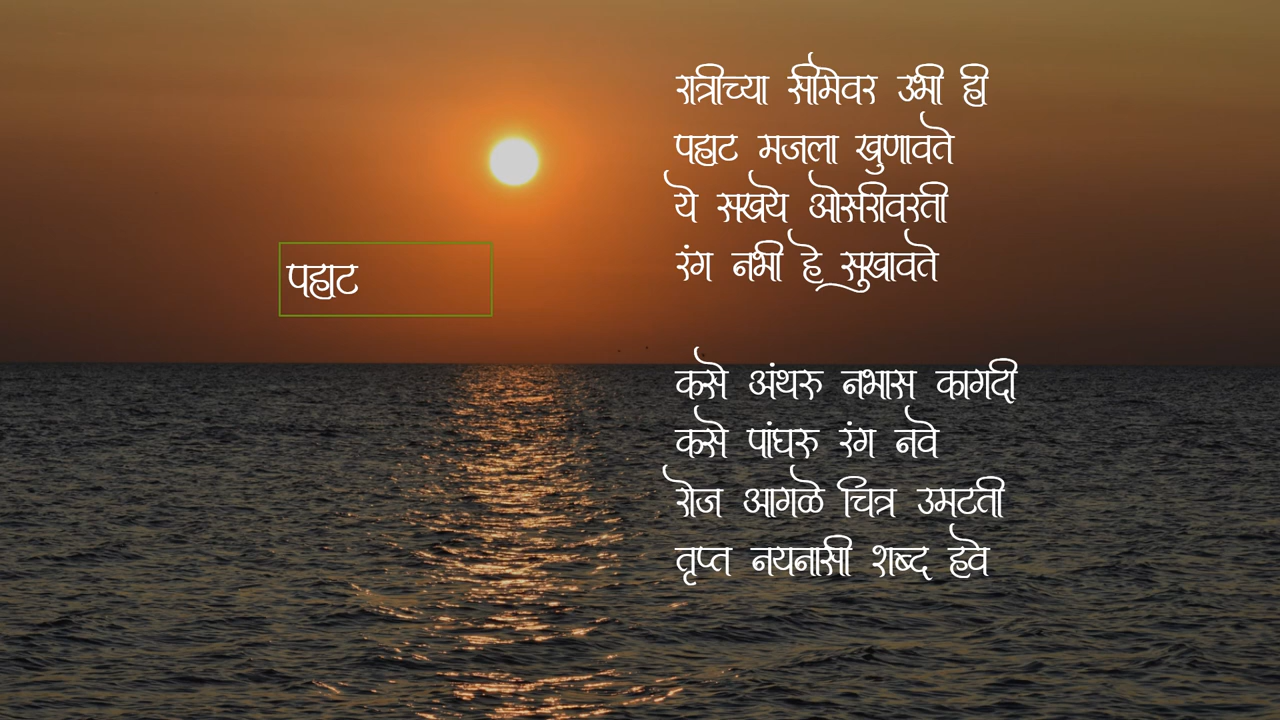 पहाट
रात्रीच्या सीमेवर उभी ही
पहाट मजला खुणावते
ये सखये ओसरीवरती
रंग नभी हे सुखावते
कसे अंथरु नभास कागदी
कसे पांघरु रंग नवे
रोज आगळे चित्र उमटती
तृप्त नयनासी शब्द हवे